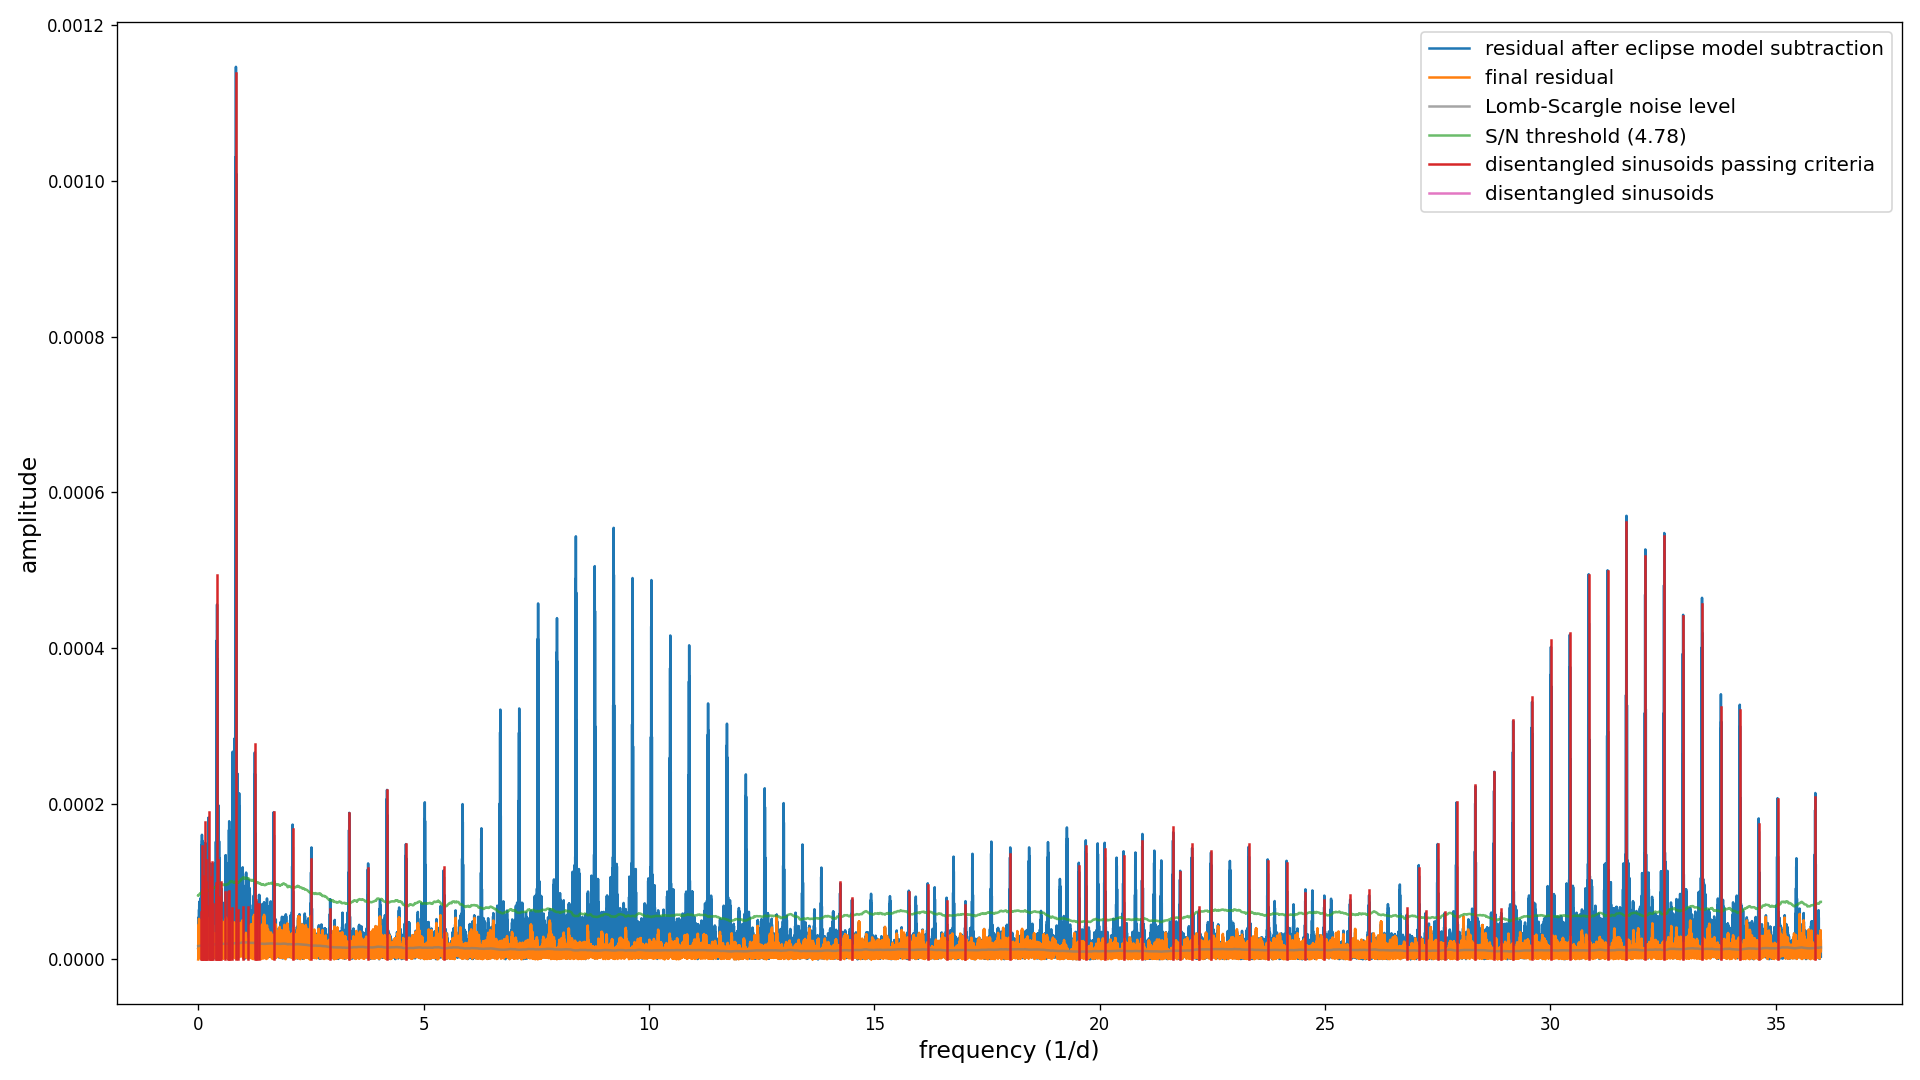 0.0012
0.0010
0.0008
0.0006
0.0004
0.0002
0.0000
amplitude
0 5 10 15 20 25 30 35
frequency (1/d)
residual after eclipse model subtraction
final residual
Lomb-Scargle noise level
S/N threshold (4.78)
disentangled sinusoids passing criteria
disentangled sinusoids